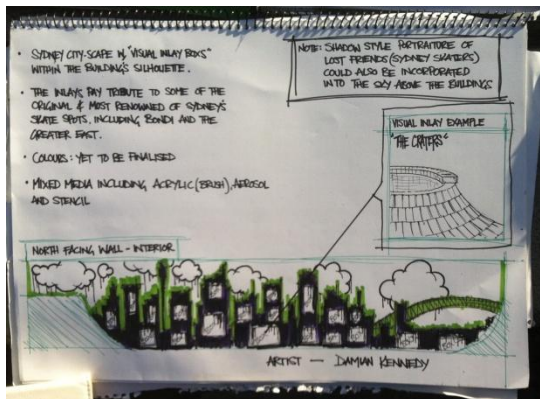 • SYDNEY CITY-SCAPE W/ "VISUAL INLAY BOXS"
WITHIN THE BUILDING'S SILHOUETTE.
• THE INLAYS PAY TRIBUTE TO SOME OF THE
ORIGINAL & MOST RENOWNED OF SYDNEY'S
SKATE SPOTS, INCLUDING BONDI AND THE
GREATER EAST.
• COLOURS: YET TO BE FINALISED
• MIXED MEDIA INCLUDING ACRYLIC (BRUSH), AEROSOL
AND STENCIL
NOTE: SHADOW STYLE PORTRAITURE OF
LOST FRIENDS (SYDNEY SKATERS)
COULD ALSO BE INCORPORATED
INTO THE SKY ABOVE THE BUILDINGS
VISUAL INLAY EXAMPLE
"THE CRATERS"
NORTH FACING WALL - INTERIOR
ARTIST — DAMIAN KENNEDY